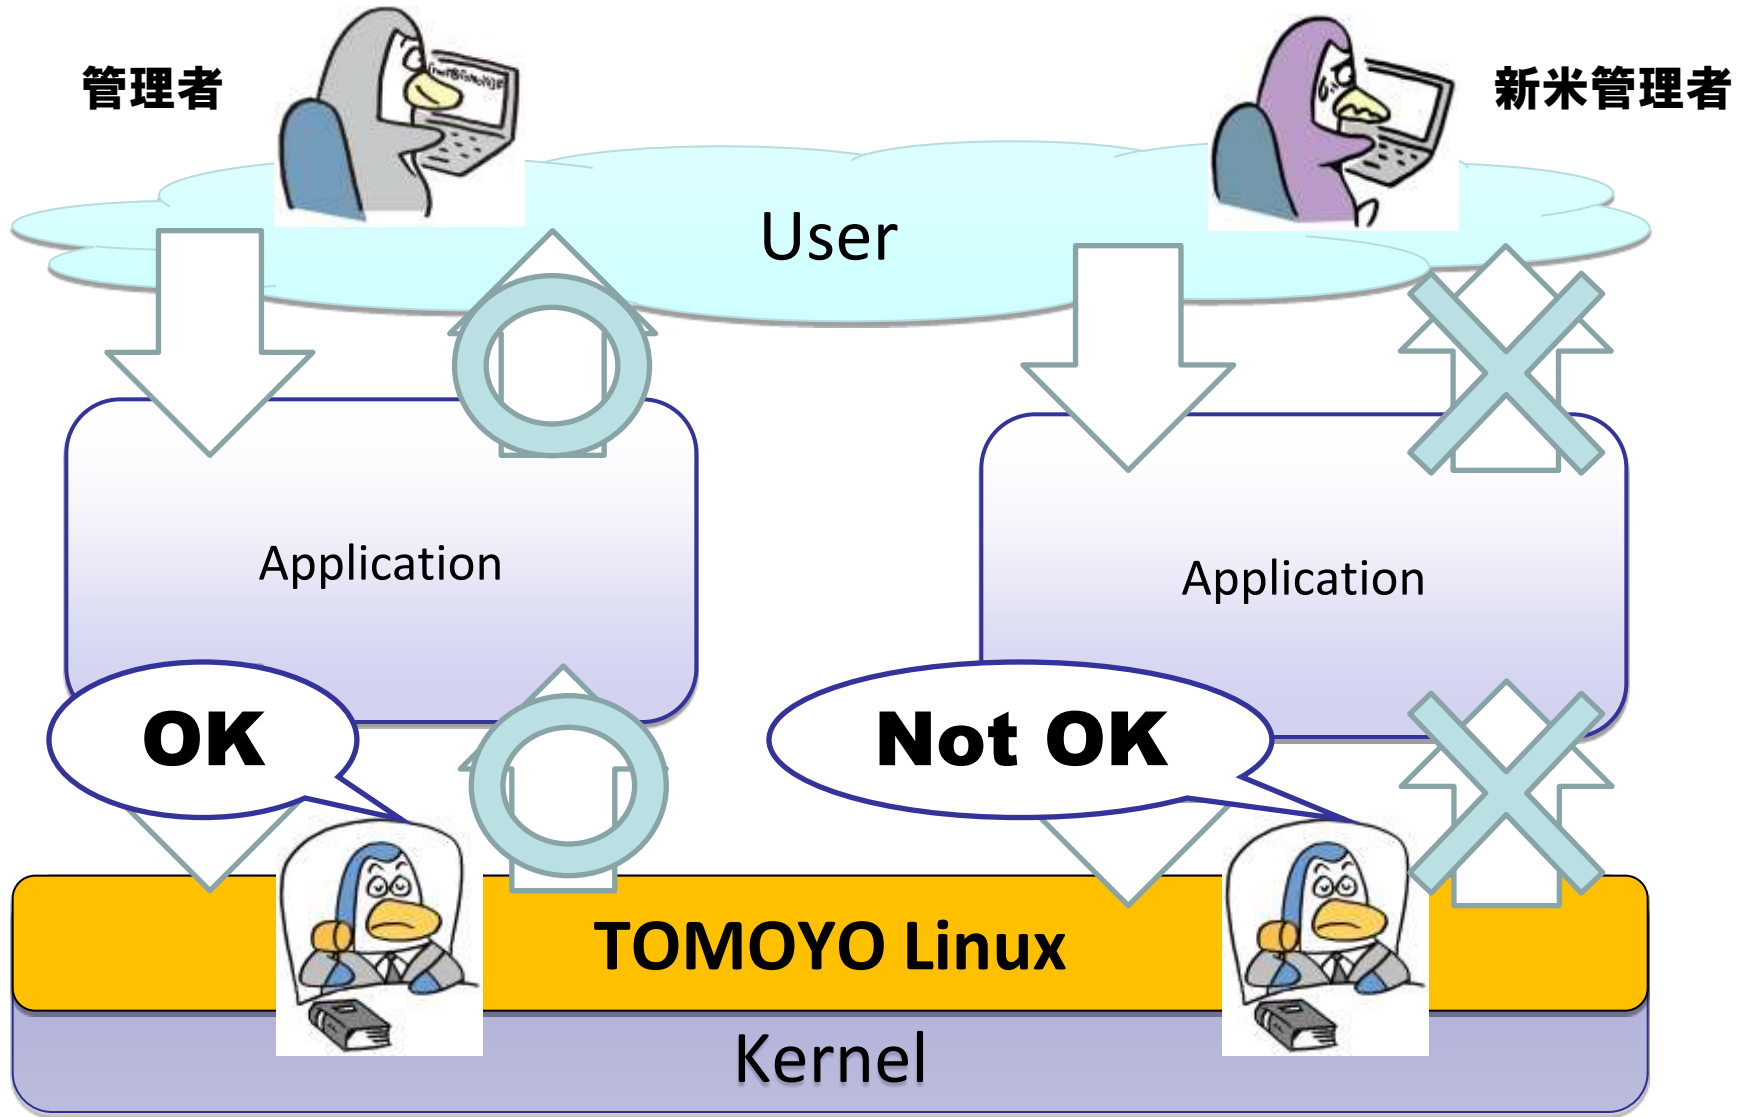 管理者
新米管理者
User
Application
Application
OK
Not OK
TOMOYO Linux
Kernel